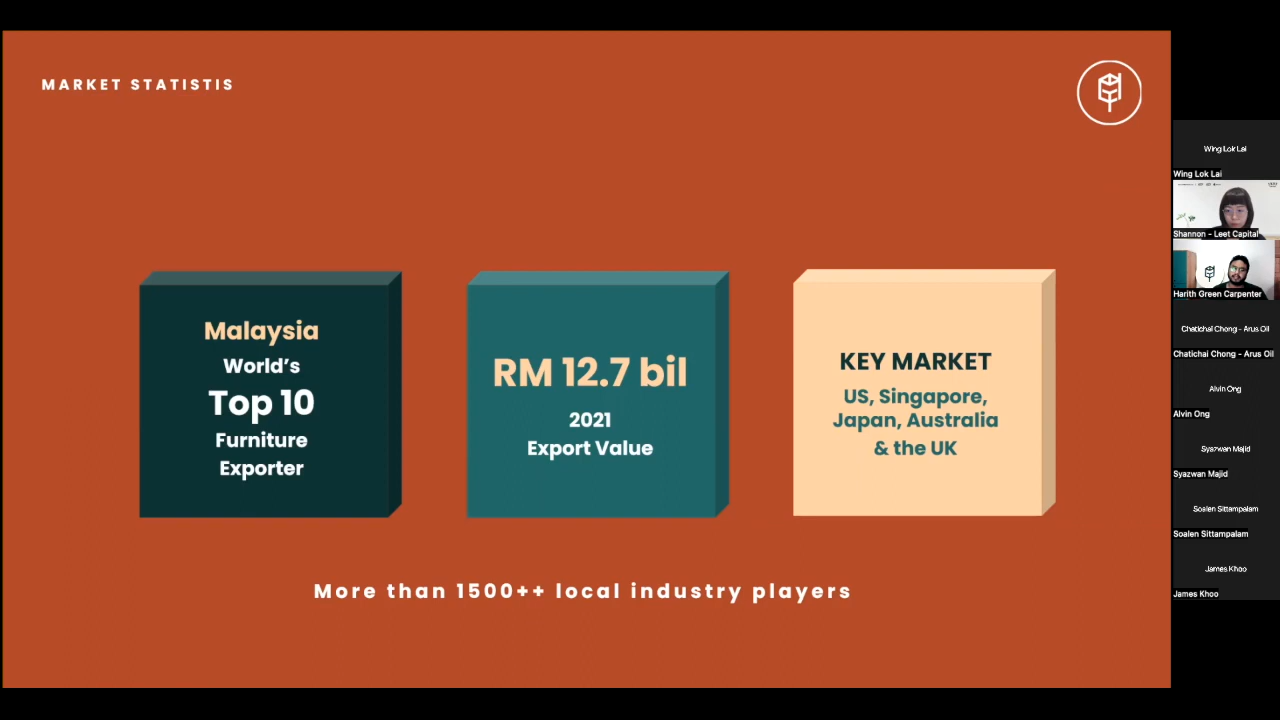 MARKET STATISTIS
Malaysia
World's
Top 10
Furniture
Exporter
RM 12.7 bil
2021
Export Value
KEY MARKET
US, Singapore,
Japan, Australia
& the UK
More than 1500++ local industry players
Wing Lok Lai
Wing Lok Lai
Shannon - Leet Capital
Harith Green Carpenter
Chatichai Chong - Arus Oil
Chatichai Chong - Arus Oil
Alvin Ong
Alvin Ong
Syazwan Majid
Syazwan Majid
Soalen Sittampalam
Soalen Sittampalam
James Khoo
James Khoo